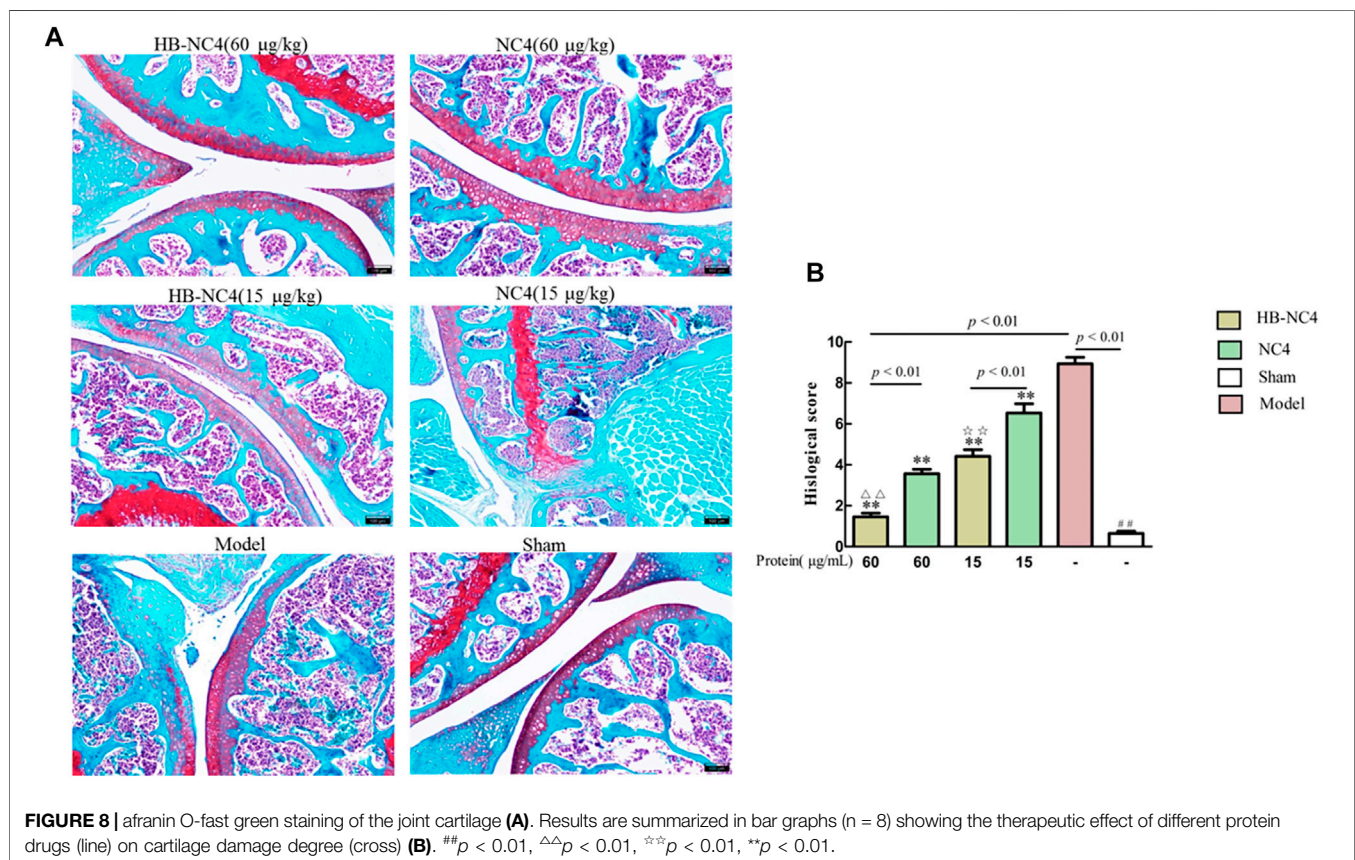 A
HB-NC4(60 μg/kg)
NC4(60 μg/kg)
HB-NC4(15 μg/kg)
NC4(15 μg/kg)
Model
Sham
B
p < 0.01
p < 0.01
p < 0.01
p < 0.01
HB-NC4
NC4
Sham
Model
Hislogical score
10
8
6
4
2
0
△△
**
**
☆☆
**
**
##
Protein( μg/mL)
60 60 15 15 - -
FIGURE 8 | afranin O-fast green staining of the joint cartilage (A). Results are summarized in bar graphs (n = 8) showing the therapeutic effect of different protein
drugs (line) on cartilage damage degree (cross) (B). ##p < 0.01, △△p < 0.01, ☆☆p < 0.01, **p < 0.01.